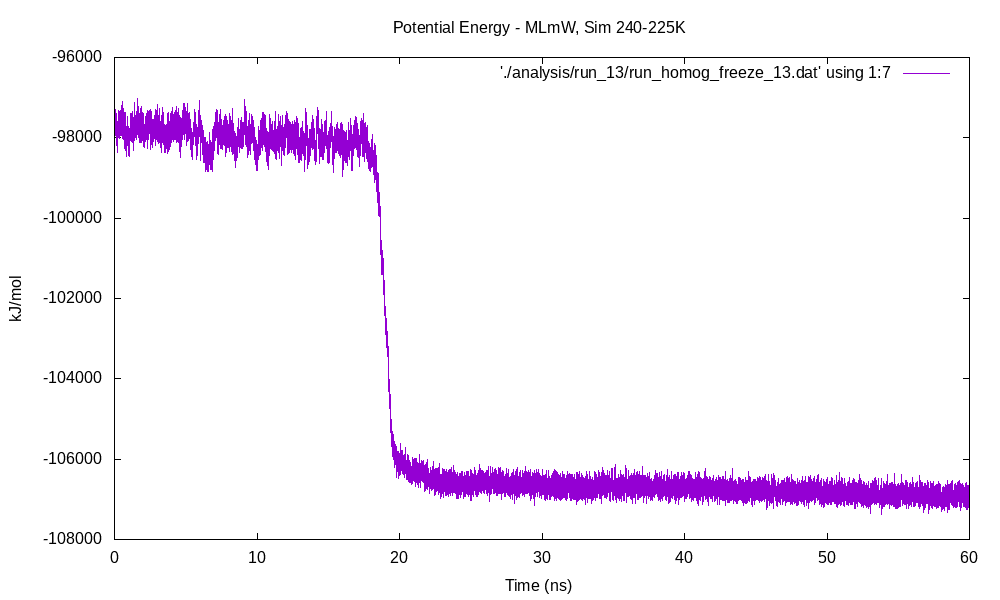 Potential Energy - MLmW, Sim 240-225K
'./analysis/run_13/run_homog_freeze_13.dat' using 1:7
-96000
-98000
-100000
-102000
-104000
-106000
-108000
kJ/mol
0 10 20 30 40 50 60
Time (ns)